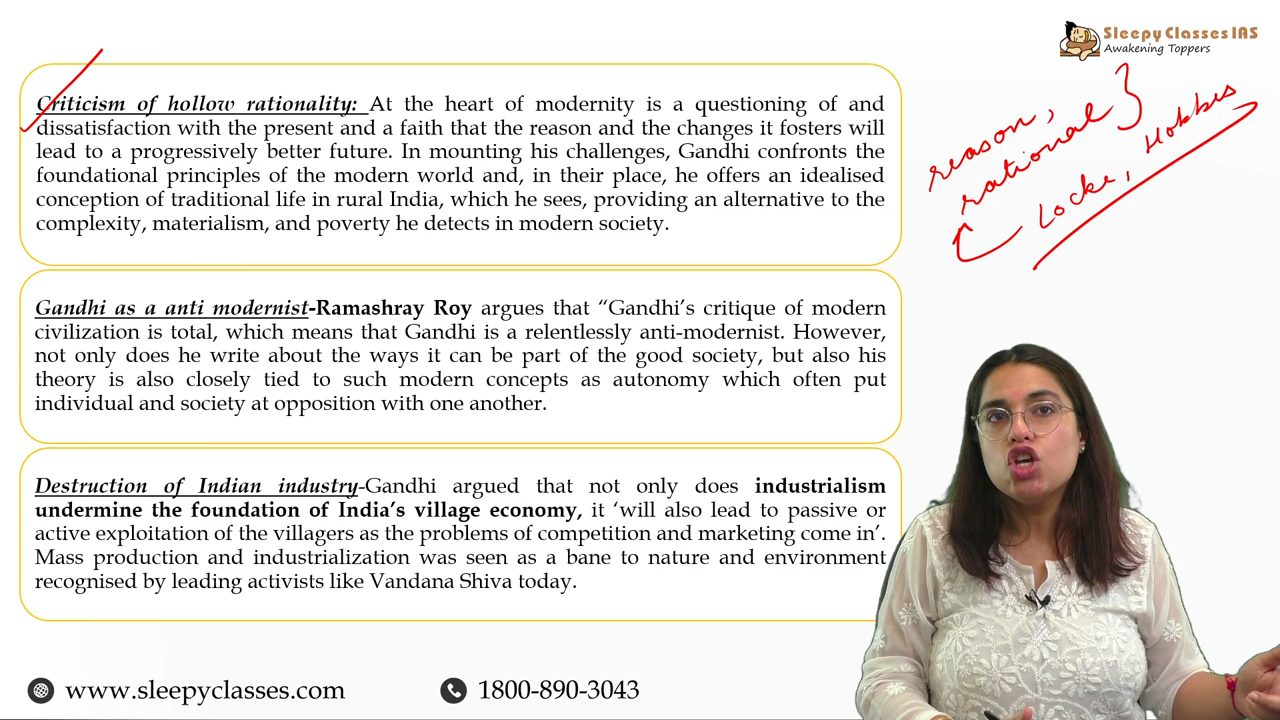 Sleepy Classes IAS
Awakening Toppers
Criticism of hollow rationality: At the heart of modernity is a questioning of and
dissatisfaction with the present and a faith that the reason and the changes it fosters will
lead to a progressively better future. In mounting his challenges, Gandhi confronts the
foundational principles of the modern world and, in their place, he offers an idealised
conception of traditional life in rural India, which he sees, providing an alternative to the
complexity, materialism, and poverty he detects in modern society.
reason,
rational
Locke, Hobbes
Gandhi as a anti modernist-Ramashray Roy argues that “Gandhi’s critique of modern
civilization is total, which means that Gandhi is a relentlessly anti-modernist. However,
not only does he write about the ways it can be part of the good society, but also his
theory is also closely tied to such modern concepts as autonomy which often put
individual and society at opposition with one another.
Destruction of Indian industry-Gandhi argued that not only does industrialism
undermine the foundation of India’s village economy, it ‘will also lead to passive or
active exploitation of the villagers as the problems of competition and marketing come in’.
Mass production and industrialization was seen as a bane to nature and environment
recognised by leading activists like Vandana Shiva today.
www.sleepyclasses.com
1800-890-3043